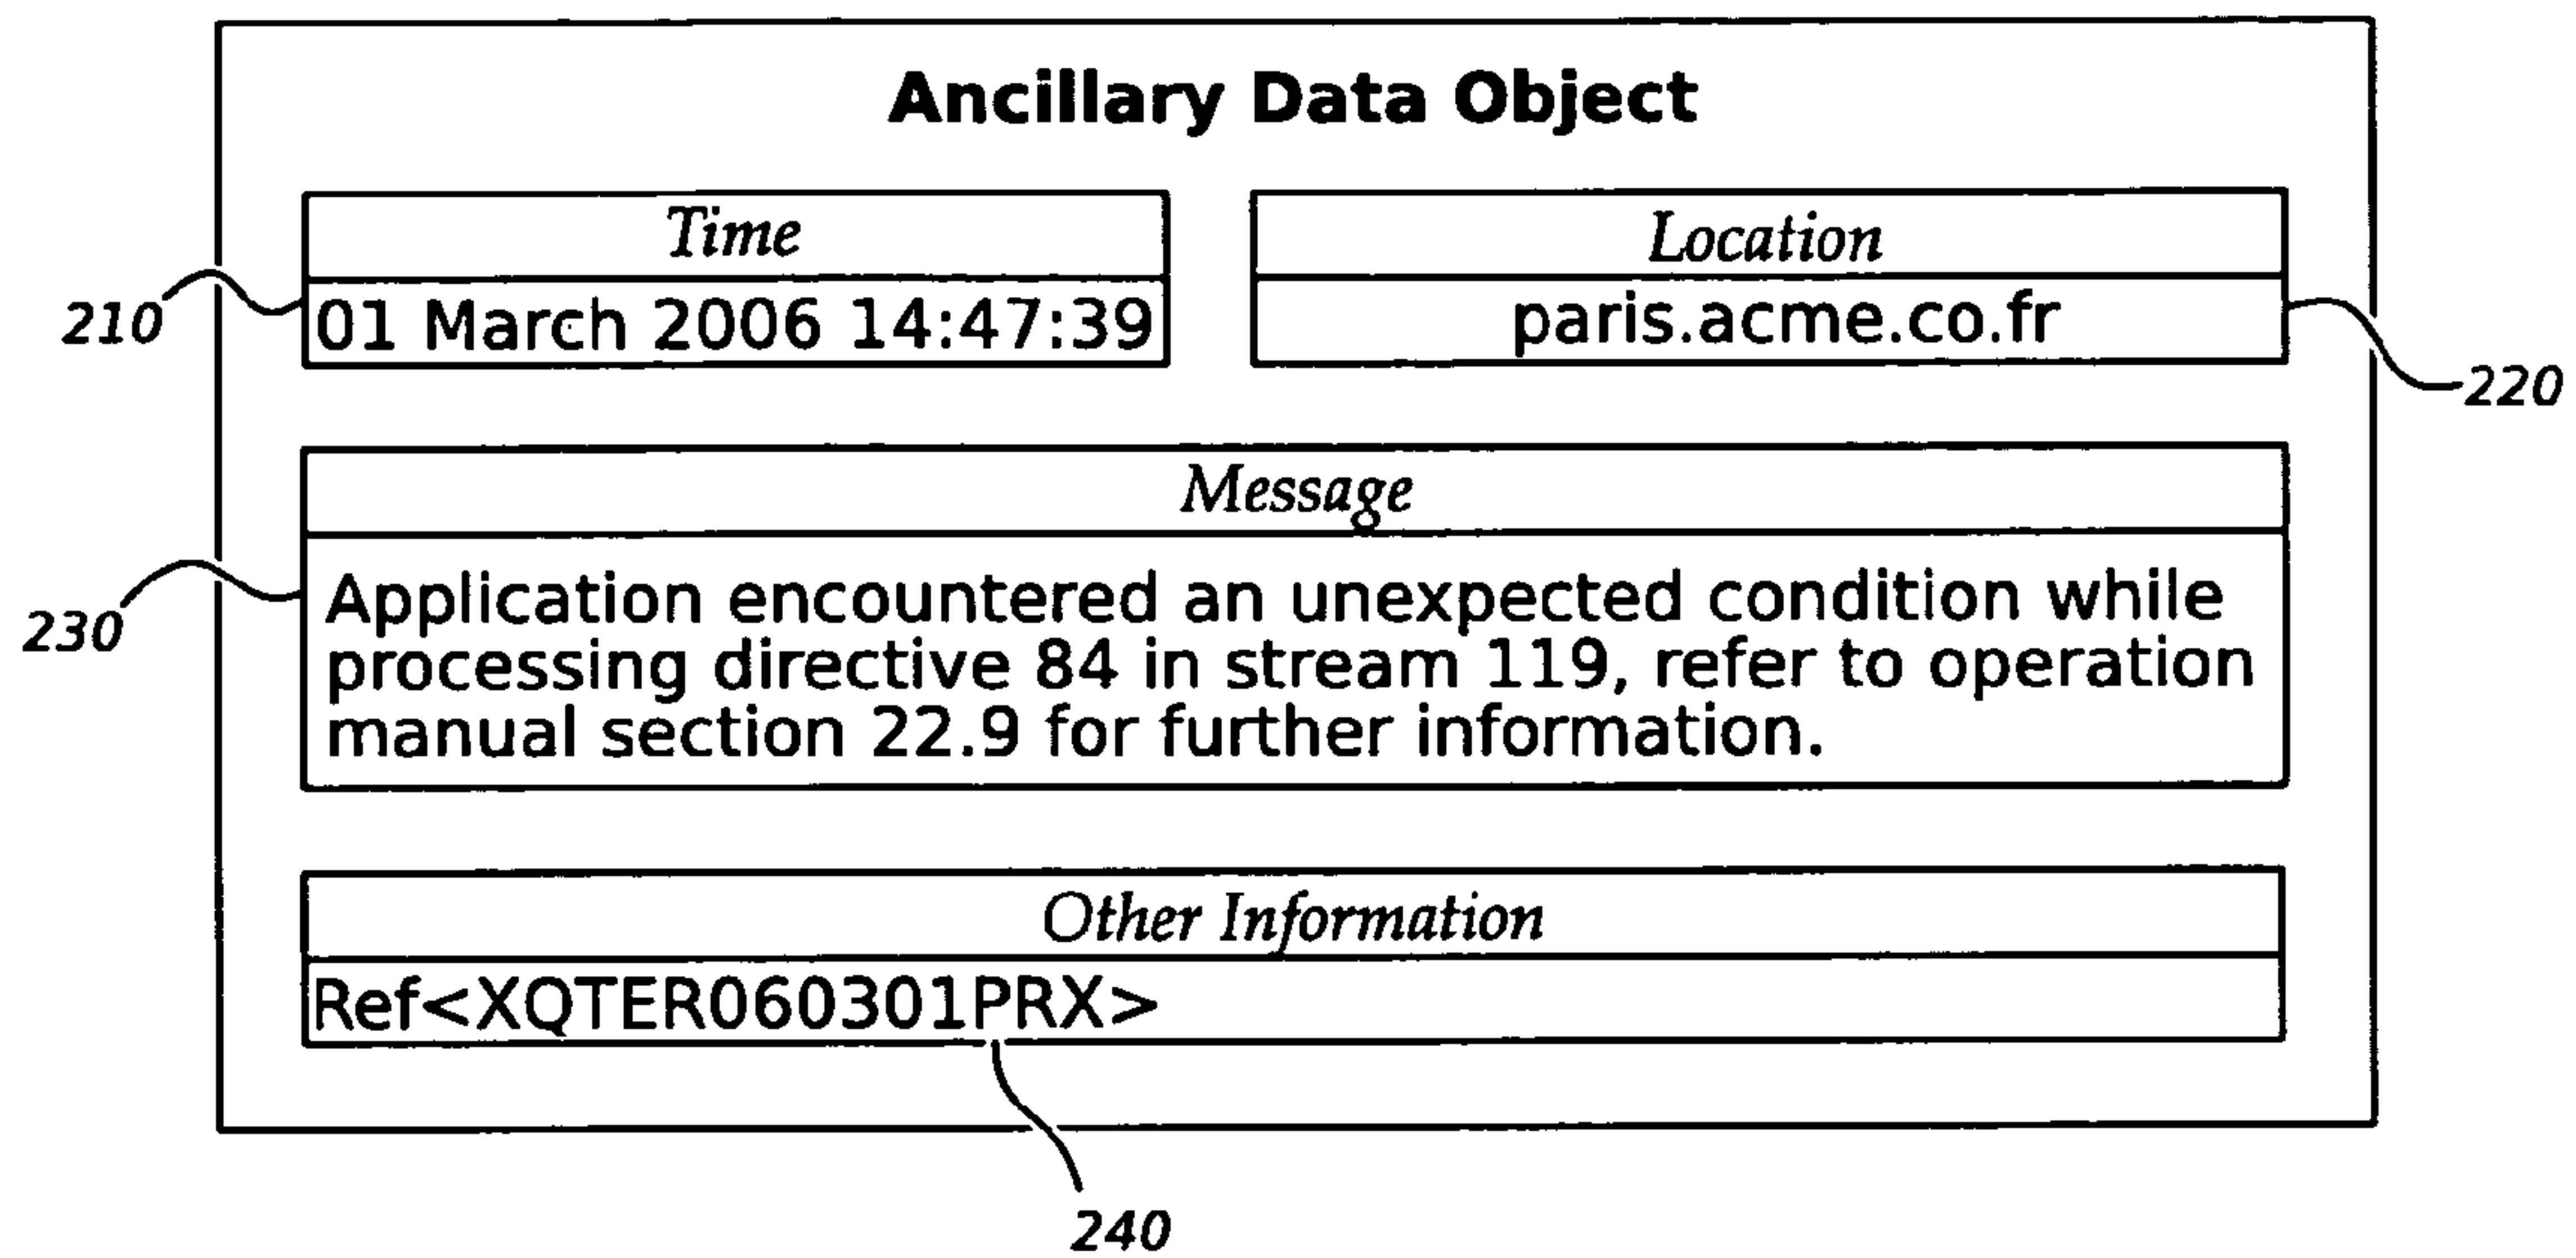 Ancillary Data Object
Time
Location
210
01 March 2006 14:47:39
paris.acme.co.fr
220
Message
230
Application encountered an unexpected condition while
processing directive 84 in stream 119, refer to operation
manual section 22.9 for further information.
Other Information
Ref<XQTER060301PRX>
240